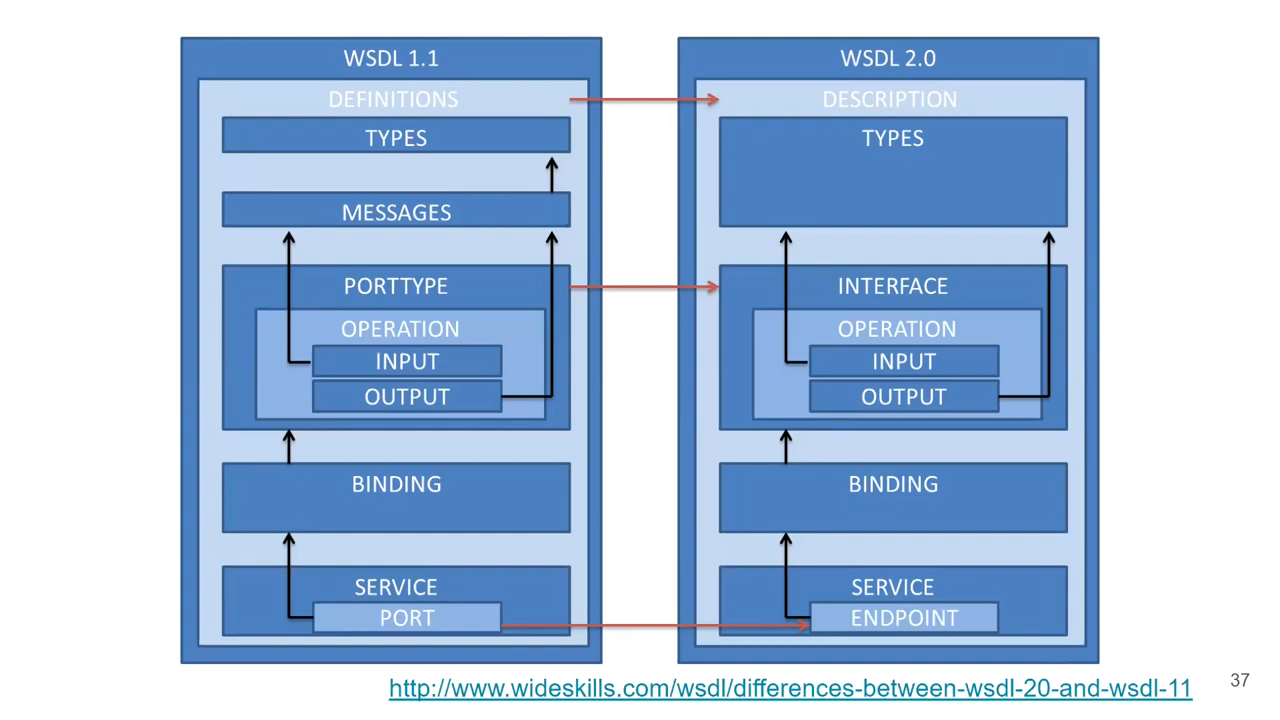 WSDL 1.1
DEFINITIONS
TYPES
MESSAGES
PORTTYPE
OPERATION
INPUT
OUTPUT
BINDING
SERVICE
PORT
WSDL 2.0
DESCRIPTION
TYPES
INTERFACE
OPERATION
INPUT
OUTPUT
BINDING
SERVICE
ENDPOINT
http://www.wideskills.com/wsdl/differences-between-wsdl-20-and-wsdl-11
37